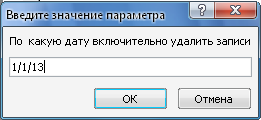 Введите значение параметра
По какую дату включительно удалить записи
1/1/13
OK
Отмена